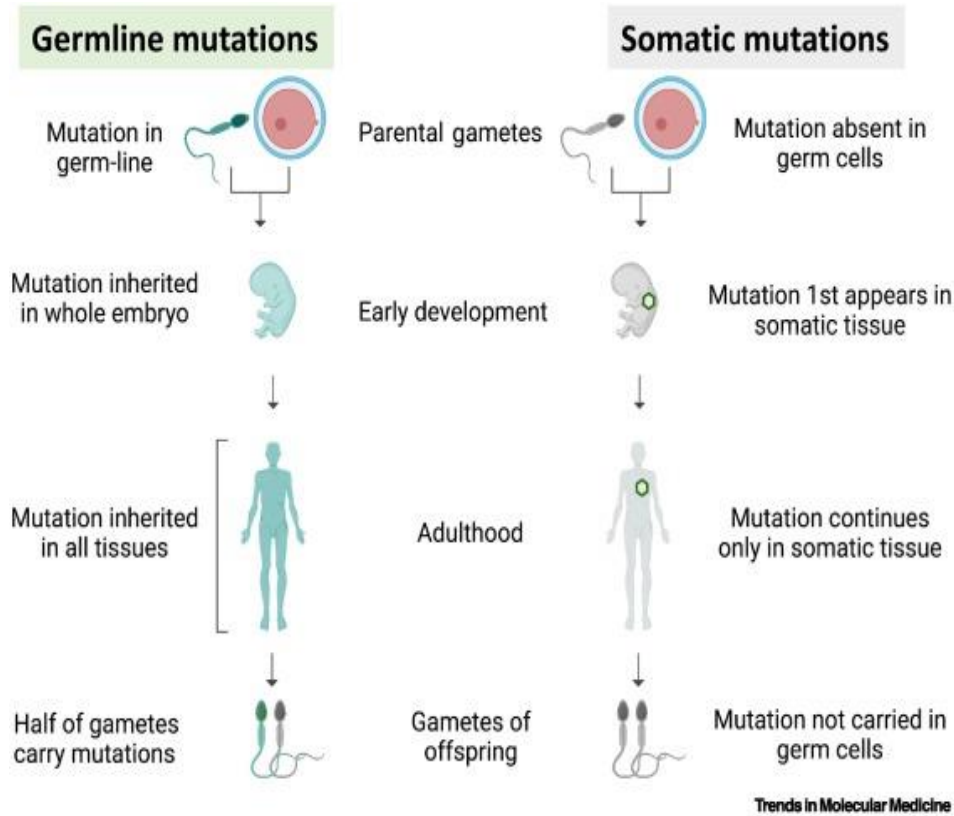 Germline mutations
Somatic mutations
Mutation in
germ-line
Parental gametes
Mutation absent in
germ cells
Mutation inherited
in whole embryo
Early development
Mutation 1st appears in
somatic tissue
Mutation inherited
in all tissues
Adulthood
Mutation continues
only in somatic tissue
Half of gametes
carry mutations
Gametes of
offspring
Mutation not carried in
germ cells
Trends in Molecular Medicine